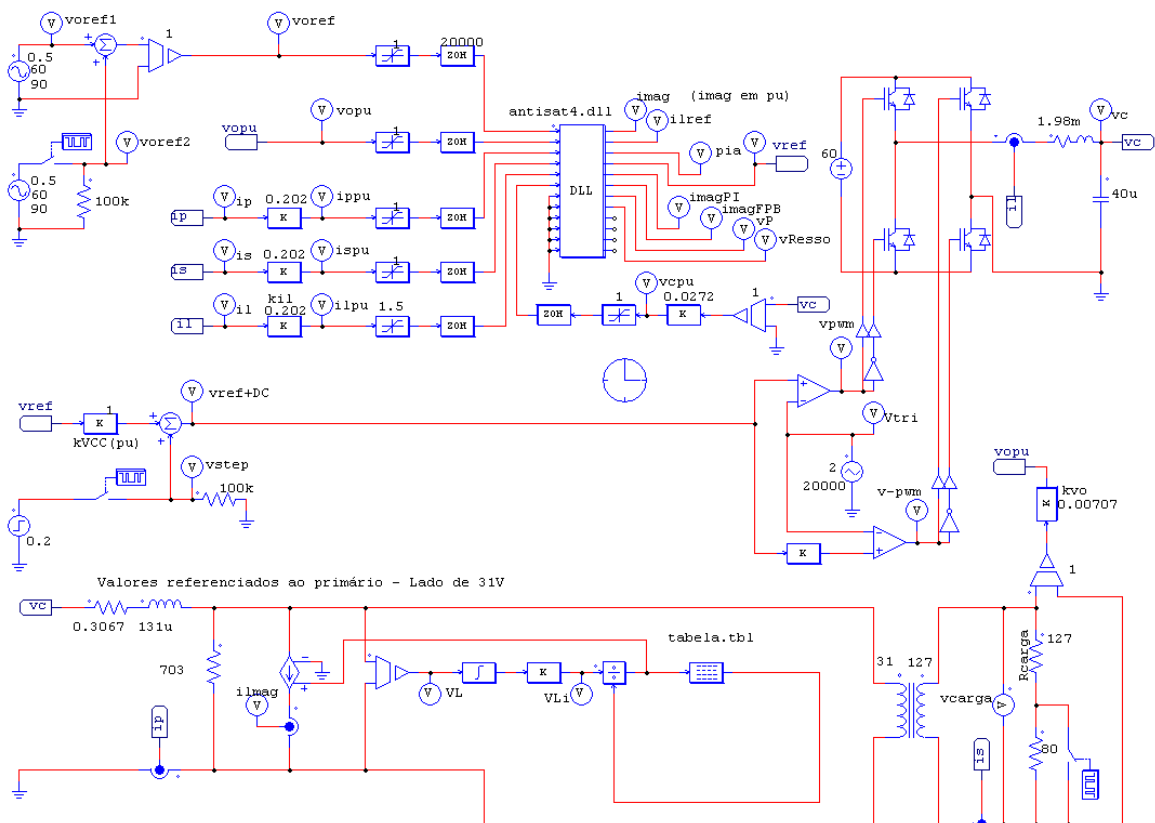 voref1
voref
1
0.5
60
90
1
20000
ZOH
voref2
0.5
60
90
100k
vopu
vopu
1
ZOH
antisat4.dll
DLL
imag (imag em pu)
ilref
pia
vref
imagPI
imagFPB
vP
vResso
ip
ip
0.202
K
ippu
1
ZOH
is
is
0.202
K
ispu
1
ZOH
il
il
kil
0.202
K
ilpu
1.5
ZOH
ZOH
1
vcpu
0.0272
K
1
vc
60
il
1.98m
vc
vc
40u
vpwm
Vtri
2
20000
v-pwm
K
vref
1
K
kVCC(pu)
vref+DC
vstep
100k
0.2
vopu
kvo
K
0.00707
1
Valores referenciados ao primário - Lado de 31V
vc
0.3067
131u
703
ip
ilmag
VL
K
VLi
tabela.tbl
31
127
vcarga
is
Rcarga
127
80